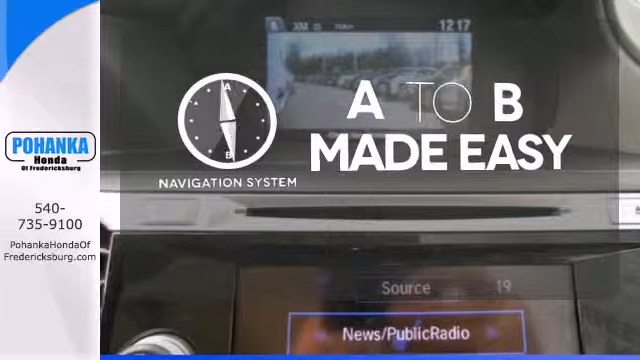 POHANKA
Honda
Of Fredericksburg
540-
735-9100
PohankaHondaOf
Fredericksburg.com
XM
12:17
A
B
NAVIGATION SYSTEM
A TO B
MADE EASY
Source 19
News/PublicRadio